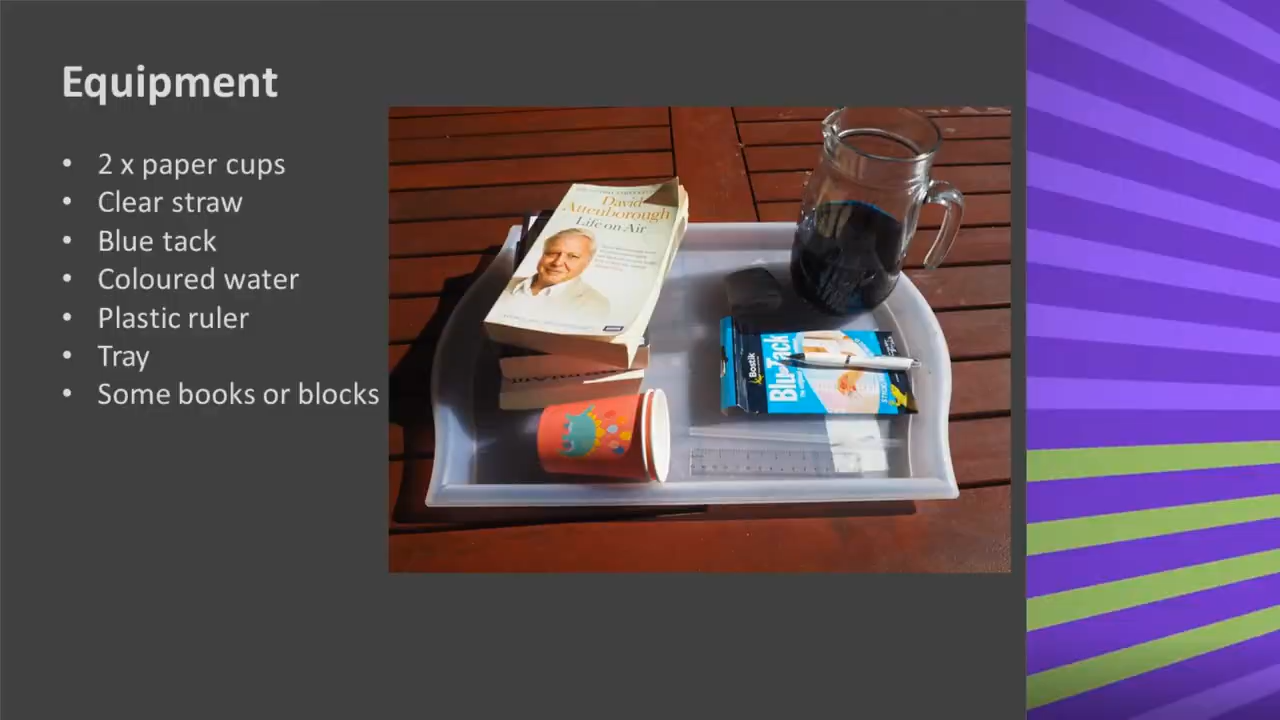 Equipment
• 2 x paper cups
• Clear straw
• Blue tack
• Coloured water
• Plastic ruler
• Tray
• Some books or blocks
David
Attenborough
Life on Air
Bostik
Blu Tack